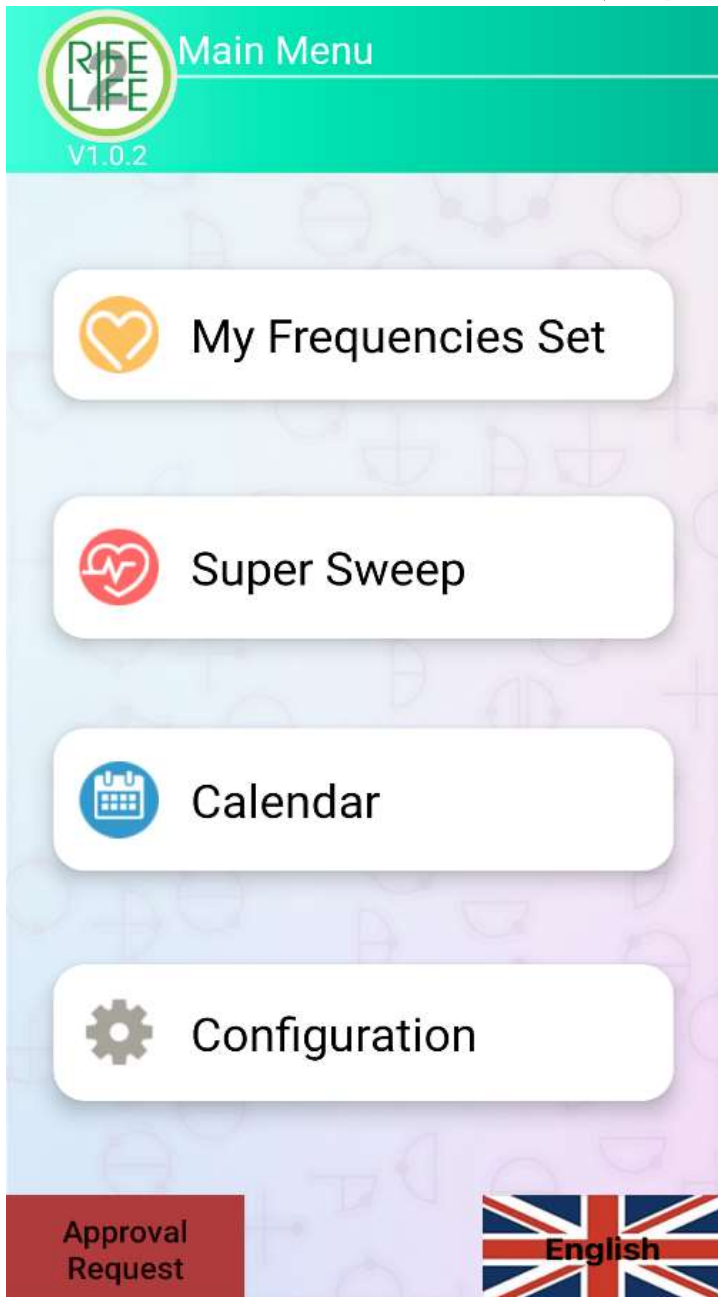 RIFE
2
LIFE
Main Menu
V1.0.2
My Frequencies Set
Super Sweep
Calendar
Configuration
Approval
Request
English